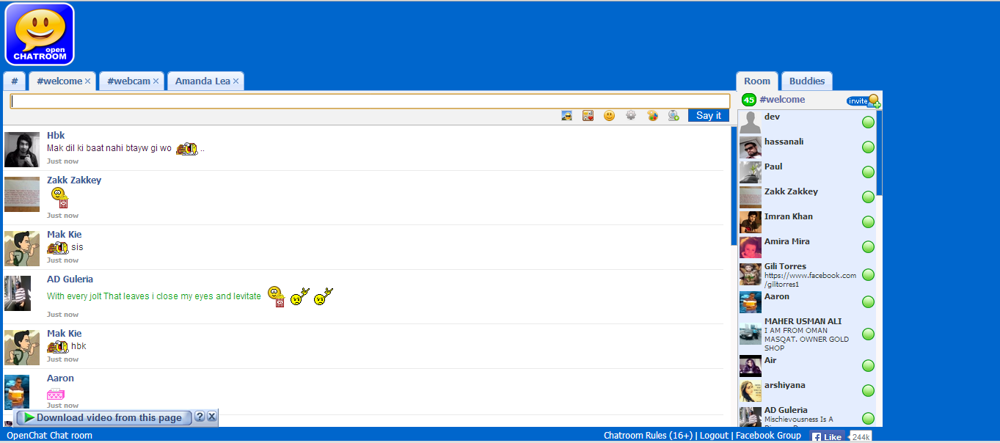 open
CHATROOM
#
#welcome
#webcam
Amanda Lea
Room
Buddies
45 #welcome
invite
Say it
Hbk
Mak dil ki baat nahi btayw gi wo ..
Just now
Zakk Zakkey
Just now
Mak Kie
sis
Just now
AD Guleria
With every jolt That leaves i close my eyes and levitate
Just now
Mak Kie
hbk
Just now
Aaron
Just now
dev
hassanali
Paul
Zakk Zakkey
Imran Khan
Amira Mira
Gili Torres
https://www.facebook.com
/gilitorres1
Aaron
MAHER USMAN ALI
I AM FROM OMAN
MASQAT. OWNER GOLD
SHOP
Air
arshiyana
AD Guleria
Mischievousness Is A
Download video from this page ? X
OpenChat Chat room
Chatroom Rules (16+) | Logout | Facebook Group
Like 244k